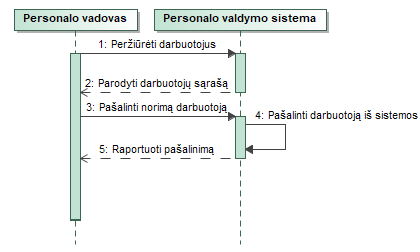 Personalo vadovas
Personalo valdymo sistema
1: Peržiūrėti darbuotojus
2: Parodyti darbuotojų sąrašą
3: Pašalinti norimą darbuotoją
4: Pašalinti darbuotoją iš sistemos
5: Raportuoti pašalinimą